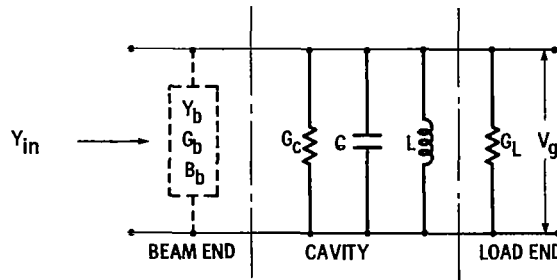 Y_in
Y_b
G_b
B_b
G_c
C
L
G_L
V_g
BEAM END
CAVITY
LOAD END